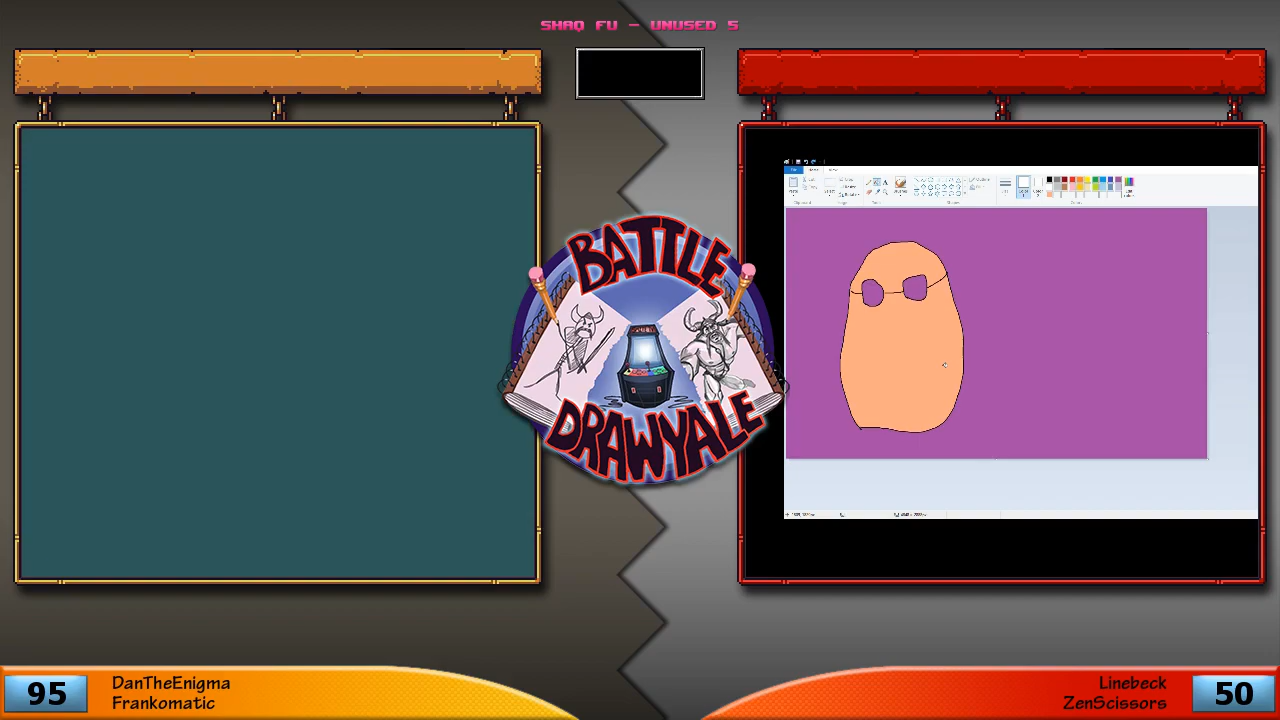 SHAQ FU - UNUSED 5
BATTLE
DRAWYALE
95
DanTheEnigma
Frankomatic
Linebeck
ZenScissors
50